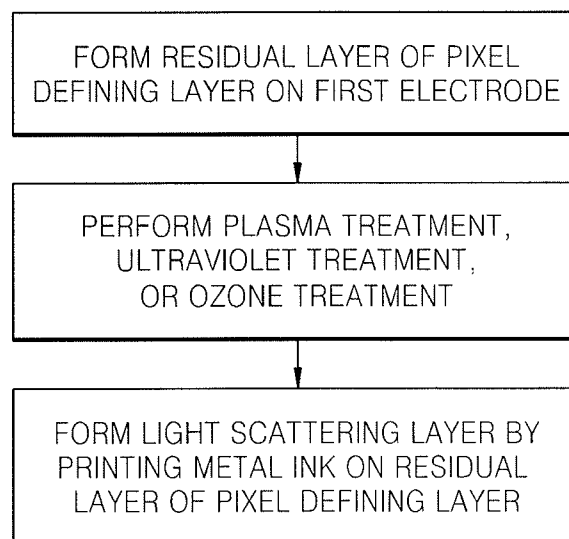 FORM RESIDUAL LAYER OF PIXEL
DEFINING LAYER ON FIRST ELECTRODE
PERFORM PLASMA TREATMENT,
ULTRAVIOLET TREATMENT,
OR OZONE TREATMENT
FORM LIGHT SCATTERING LAYER BY
PRINTING METAL INK ON RESIDUAL
LAYER OF PIXEL DEFINING LAYER